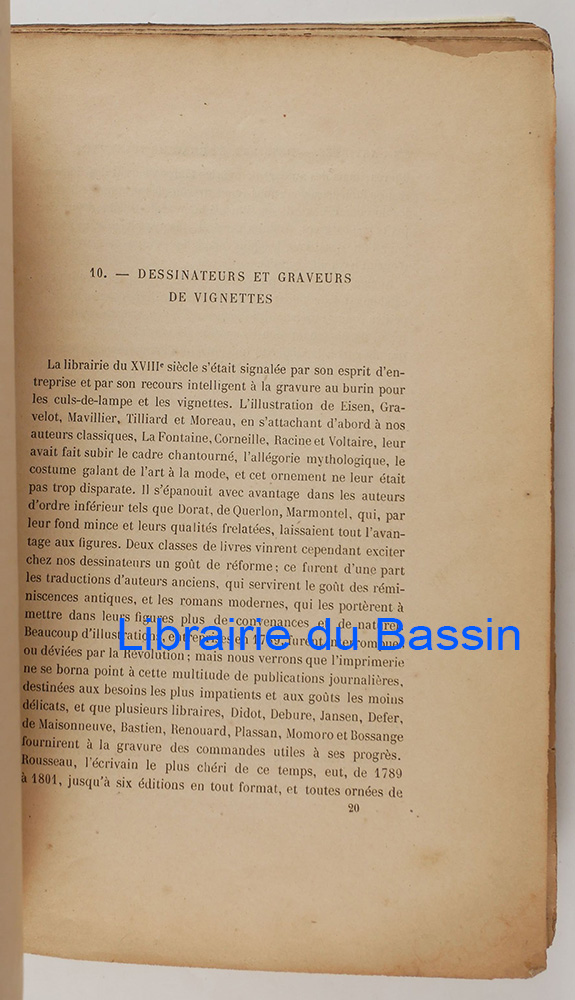 10. — DESSINATEURS ET GRAVEURS
DE VIGNETTES
La librairie du XVIIIe siècle s'était signalée par son esprit d'en-
treprise et par son recours intelligent à la gravure au burin pour
les culs-de-lampe et les vignettes. L'illustration de Eisen, Gra-
velot, Mavillier, Tilliard et Moreau, en s'attachant d'abord à nos
auteurs classiques, La Fontaine, Corneille, Racine et Voltaire, leur
avait fait subir le cadre chantourné, l'allégorie mythologique, le
costume galant de l'art à la mode, et cet ornement ne leur était
pas trop disparate. Il s'épanouit avec avantage dans les auteurs
d'ordre inférieur tels que Dorat, de Querlon, Marmontel, qui, par
leur fond mince et leurs qualités frelatées, laissaient tout l'avan-
tage aux figures. Deux classes de livres vinrent cependant exciter
chez nos dessinateurs un goût de réforme ; ce furent d'une part
les traductions d'auteurs anciens, qui servirent le goût des rémi-
niscences antiques, et les romans modernes, qui les portèrent à
mettre dans leurs figures plus de convenances et de naturel.
Beaucoup d'illustrations, entreprises en 1789, furent interrompues
ou déviées par la Révolution ; mais nous verrons que l'imprimerie
ne se borna point à cette multitude de publications journalières,
destinées aux besoins les plus impatients et aux goûts les moins
délicats, et que plusieurs libraires, Didot, Debure, Jansen, Defer,
de Maisonneuve, Bastien, Renouard, Plassan, Momoro et Bossange
fournirent à la gravure des commandes utiles à ses progrès.
Rousseau, l'écrivain le plus chéri de ce temps, eut, de 1789
à 1801, jusqu'à six éditions en tout format, et toutes ornées de
20
Librairie du Bassin